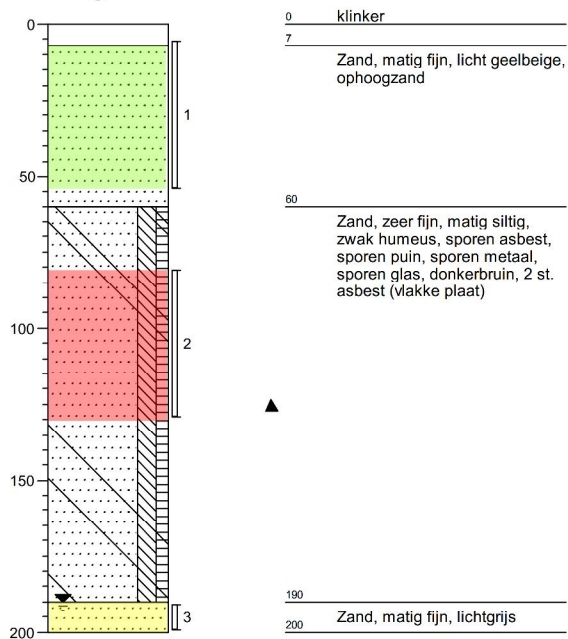 0
50
100
150
200
1
2
3
0 klinker
7
Zand, matig fijn, licht geelbeige,
ophoogzand
60
Zand, zeer fijn, matig siltig,
zwak humeus, sporen asbest,
sporen puin, sporen metaal,
sporen glas, donkerbruin, 2 st.
asbest (vlakke plaat)
190
Zand, matig fijn, lichtgrijs
200